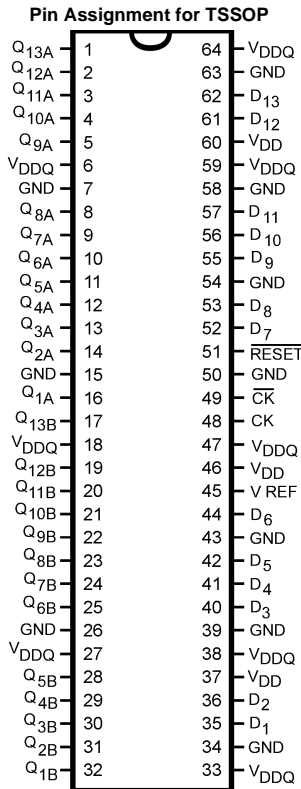 Pin Assignment for TSSOP
Q13A 1 64 VDDQ
Q12A 2 63 GND
Q11A 3 62 D13
Q10A 4 61 D12
Q9A 5 60 VDD
VDDQ 6 59 VDDQ
GND 7 58 GND
Q8A 8 57 D11
Q7A 9 56 D10
Q6A 10 55 D9
Q5A 11 54 GND
Q4A 12 53 D8
Q3A 13 52 D7
Q2A 14 51 RESET
GND 15 50 GND
Q1A 16 49 CK
Q13B 17 48 CK
VDDQ 18 47 VDDQ
Q12B 19 46 VDD
Q11B 20 45 V REF
Q10B 21 44 D6
Q9B 22 43 GND
Q8B 23 42 D5
Q7B 24 41 D4
Q6B 25 40 D3
GND 26 39 GND
VDDQ 27 38 VDDQ
Q5B 28 37 VDD
Q4B 29 36 D2
Q3B 30 35 D1
Q2B 31 34 GND
Q1B 32 33 VDDQ